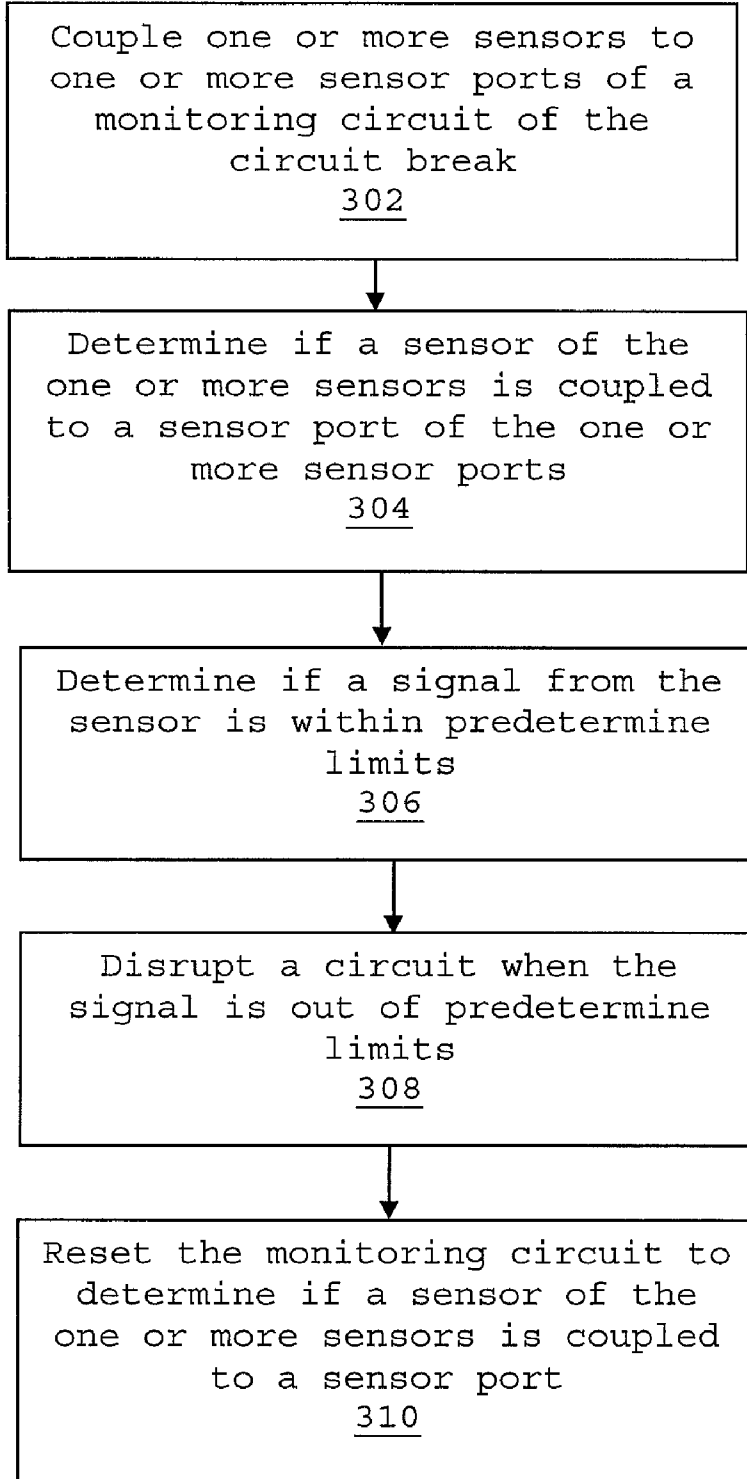 Couple one or more sensors to
one or more sensor ports of a
monitoring circuit of the
circuit break
302
Determine if a sensor of the
one or more sensors is coupled
to a sensor port of the one or
more sensor ports
304
Determine if a signal from the
sensor is within predetermine
limits
306
Disrupt a circuit when the
signal is out of predetermine
limits
308
Reset the monitoring circuit to
determine if a sensor of the
one or more sensors is coupled
to a sensor port
310